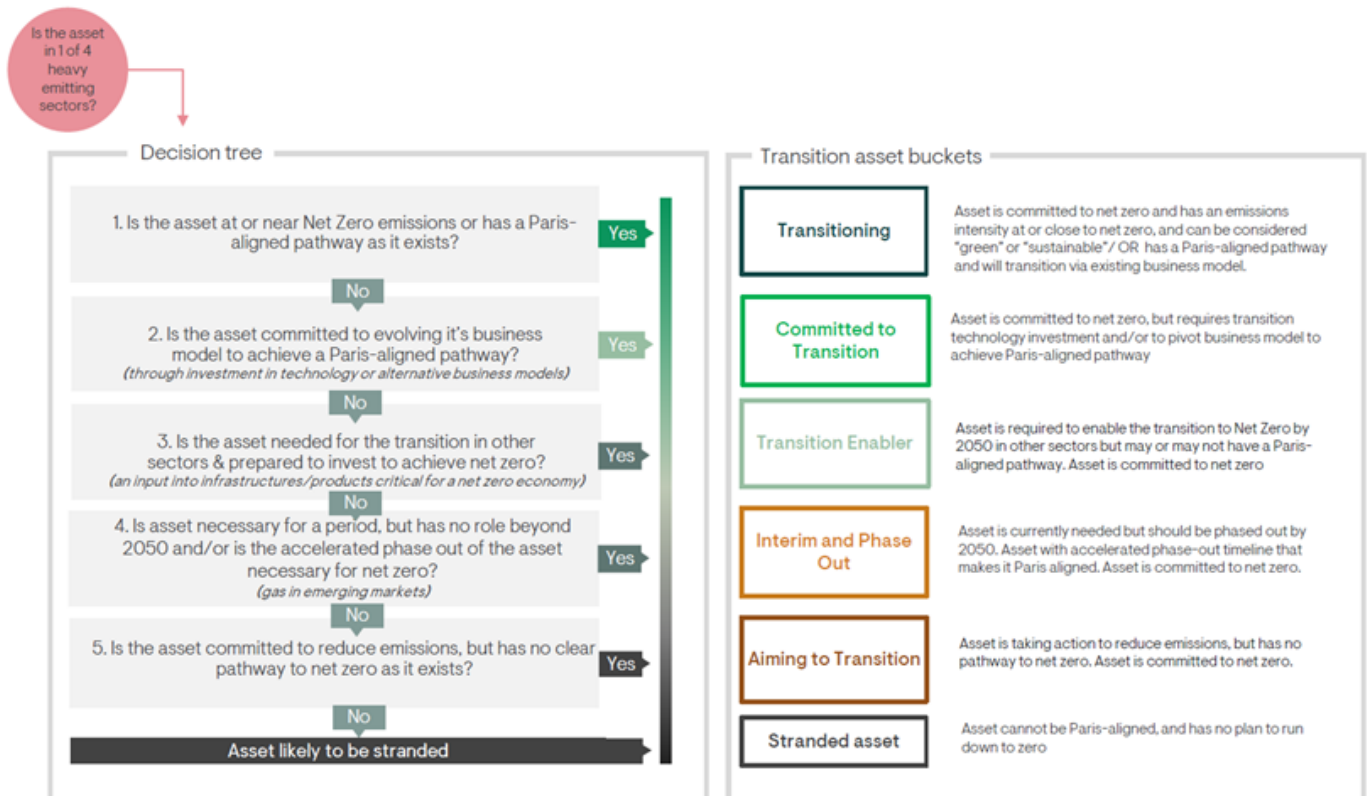 Is the asset
in 1 of 4
heavy
emitting
sectors?
Decision tree
1. Is the asset at or near Net Zero emissions or has a Paris-
aligned pathway as it exists?
Yes
No
2. Is the asset committed to evolving it's business
model to achieve a Paris-aligned pathway?
(through investment in technology or alternative business models)
Yes
No
3. Is the asset needed for the transition in other
sectors & prepared to invest to achieve net zero?
(an input into infrastructures/products critical for a net zero economy)
Yes
No
4. Is asset necessary for a period, but has no role beyond
2050 and/or is the accelerated phase out of the asset
necessary for net zero?
(gas in emerging markets)
Yes
No
5. Is the asset committed to reduce emissions, but has no clear
pathway to net zero as it exists?
Yes
No
Asset likely to be stranded
Transition asset buckets
Transitioning
Asset is committed to net zero and has an emissions
intensity at or close to net zero, and can be considered
"green" or "sustainable"/ OR has a Paris-aligned pathway
and will transition via existing business model.
Committed to
Transition
Asset is committed to net zero, but requires transition
technology investment and/or to pivot business model to
achieve Paris-aligned pathway
Transition Enabler
Asset is required to enable the transition to Net Zero by
2050 in other sectors but may or may not have a Paris-
aligned pathway. Asset is committed to net zero
Interim and Phase
Out
Asset is currently needed but should be phased out by
2050. Asset with accelerated phase-out timeline that
makes it Paris aligned. Asset is committed to net zero.
Aiming to Transition
Asset is taking action to reduce emissions, but has no
pathway to net zero. Asset is committed to net zero.
Stranded asset
Asset cannot be Paris-aligned, and has no plan to run
down to zero